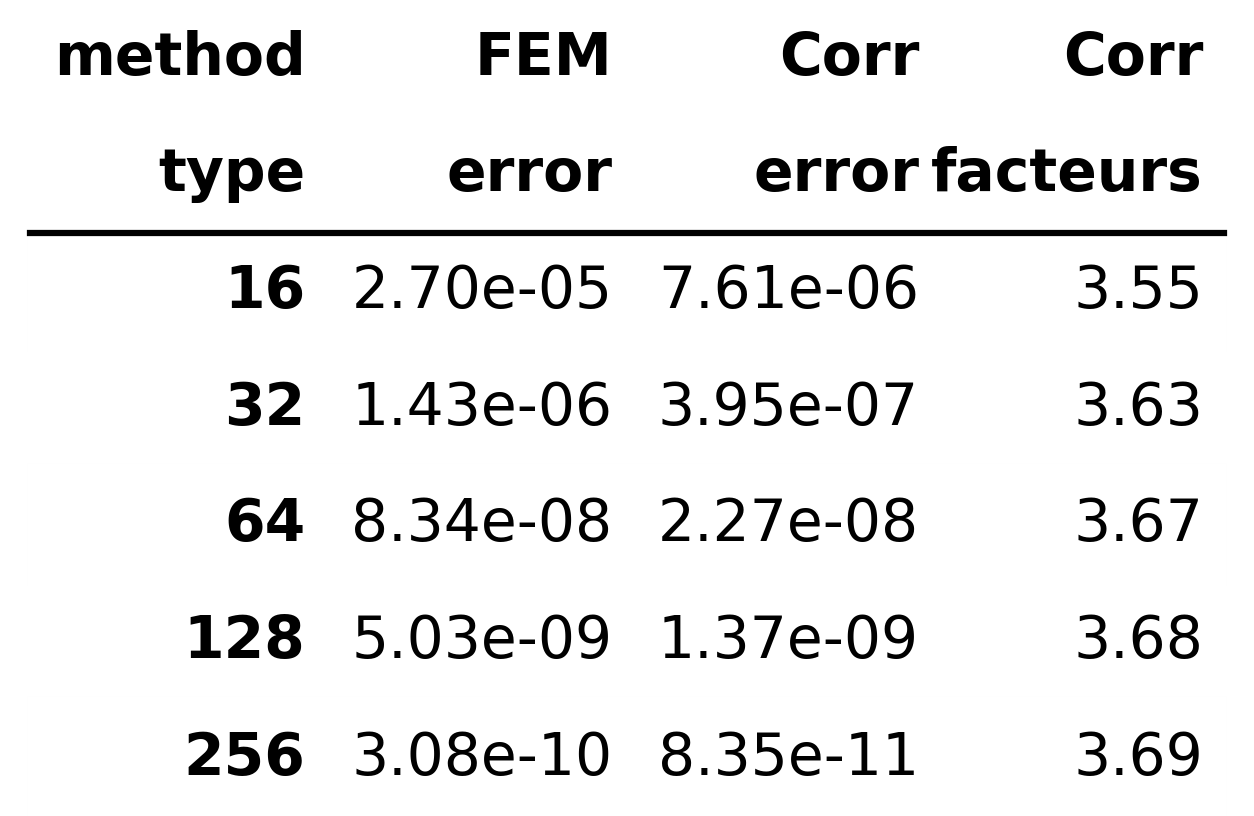 method FEM Corr Corr
type error error facteurs
16 2.70e-05 7.61e-06 3.55
32 1.43e-06 3.95e-07 3.63
64 8.34e-08 2.27e-08 3.67
128 5.03e-09 1.37e-09 3.68
256 3.08e-10 8.35e-11 3.69